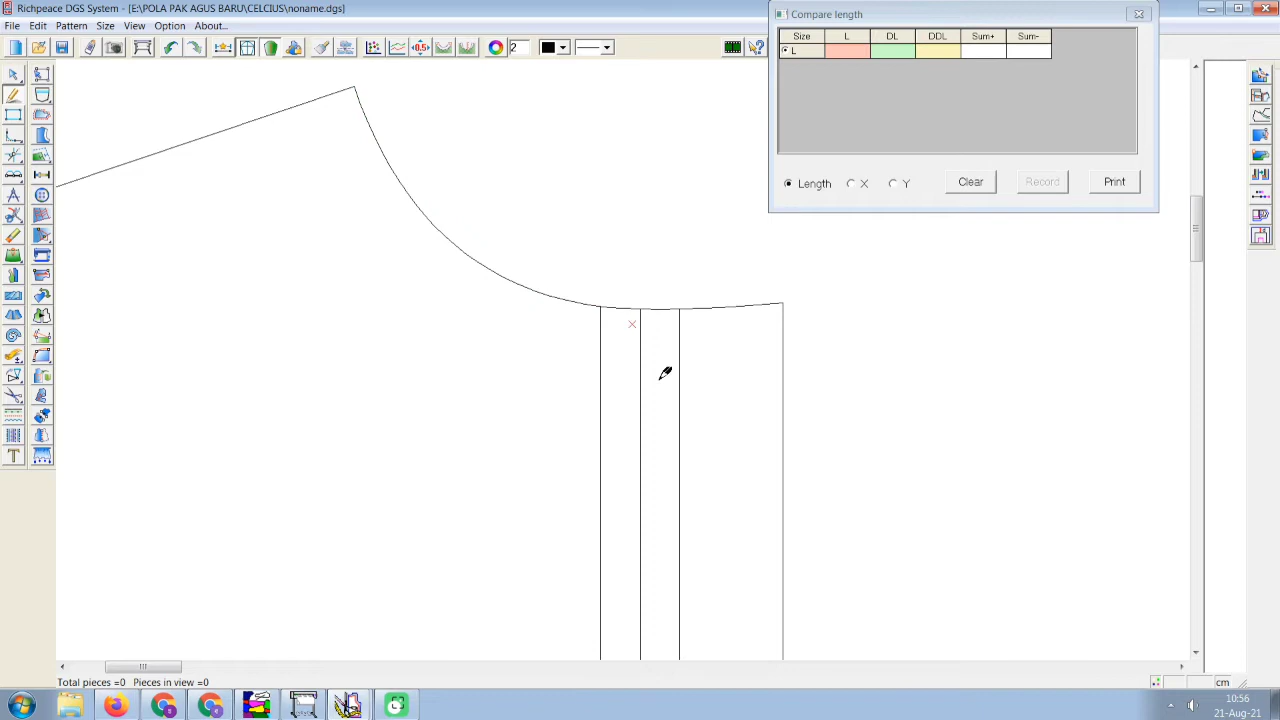 Richpeace DGS System - [E:\POLA PAK AGUS BARU\CELCIUS\noname.dgs]
File Edit Pattern Size View Option About...
0.5
2
Compare length
Size L DL DDL Sum+ Sum-
L
Length X Y Clear Record Print
T
Total pieces =0 Pieces in view =0
cm
10:56
21-Aug-21